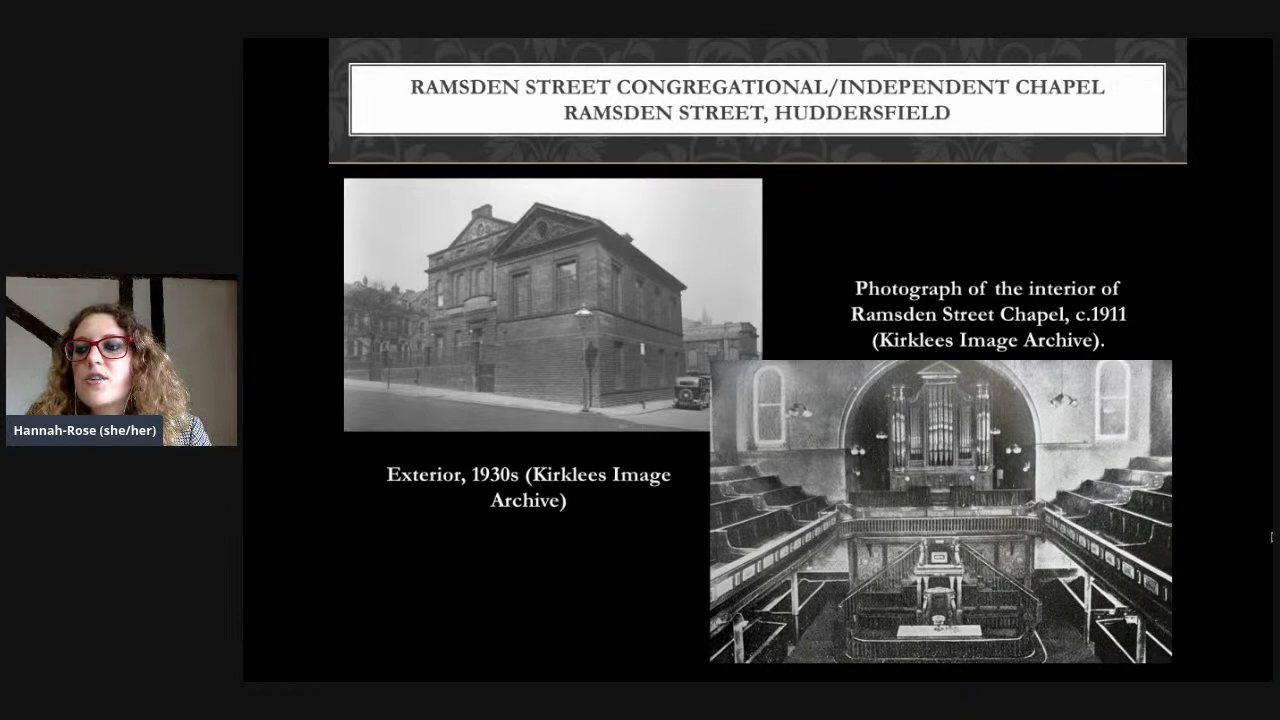 RAMSDEN STREET CONGREGATIONAL/INDEPENDENT CHAPEL
RAMSDEN STREET, HUDDERSFIELD
Photograph of the interior of
Ramsden Street Chapel, c.1911
(Kirklees Image Archive).
Exterior, 1930s (Kirklees Image
Archive)
Hannah-Rose (she/her)